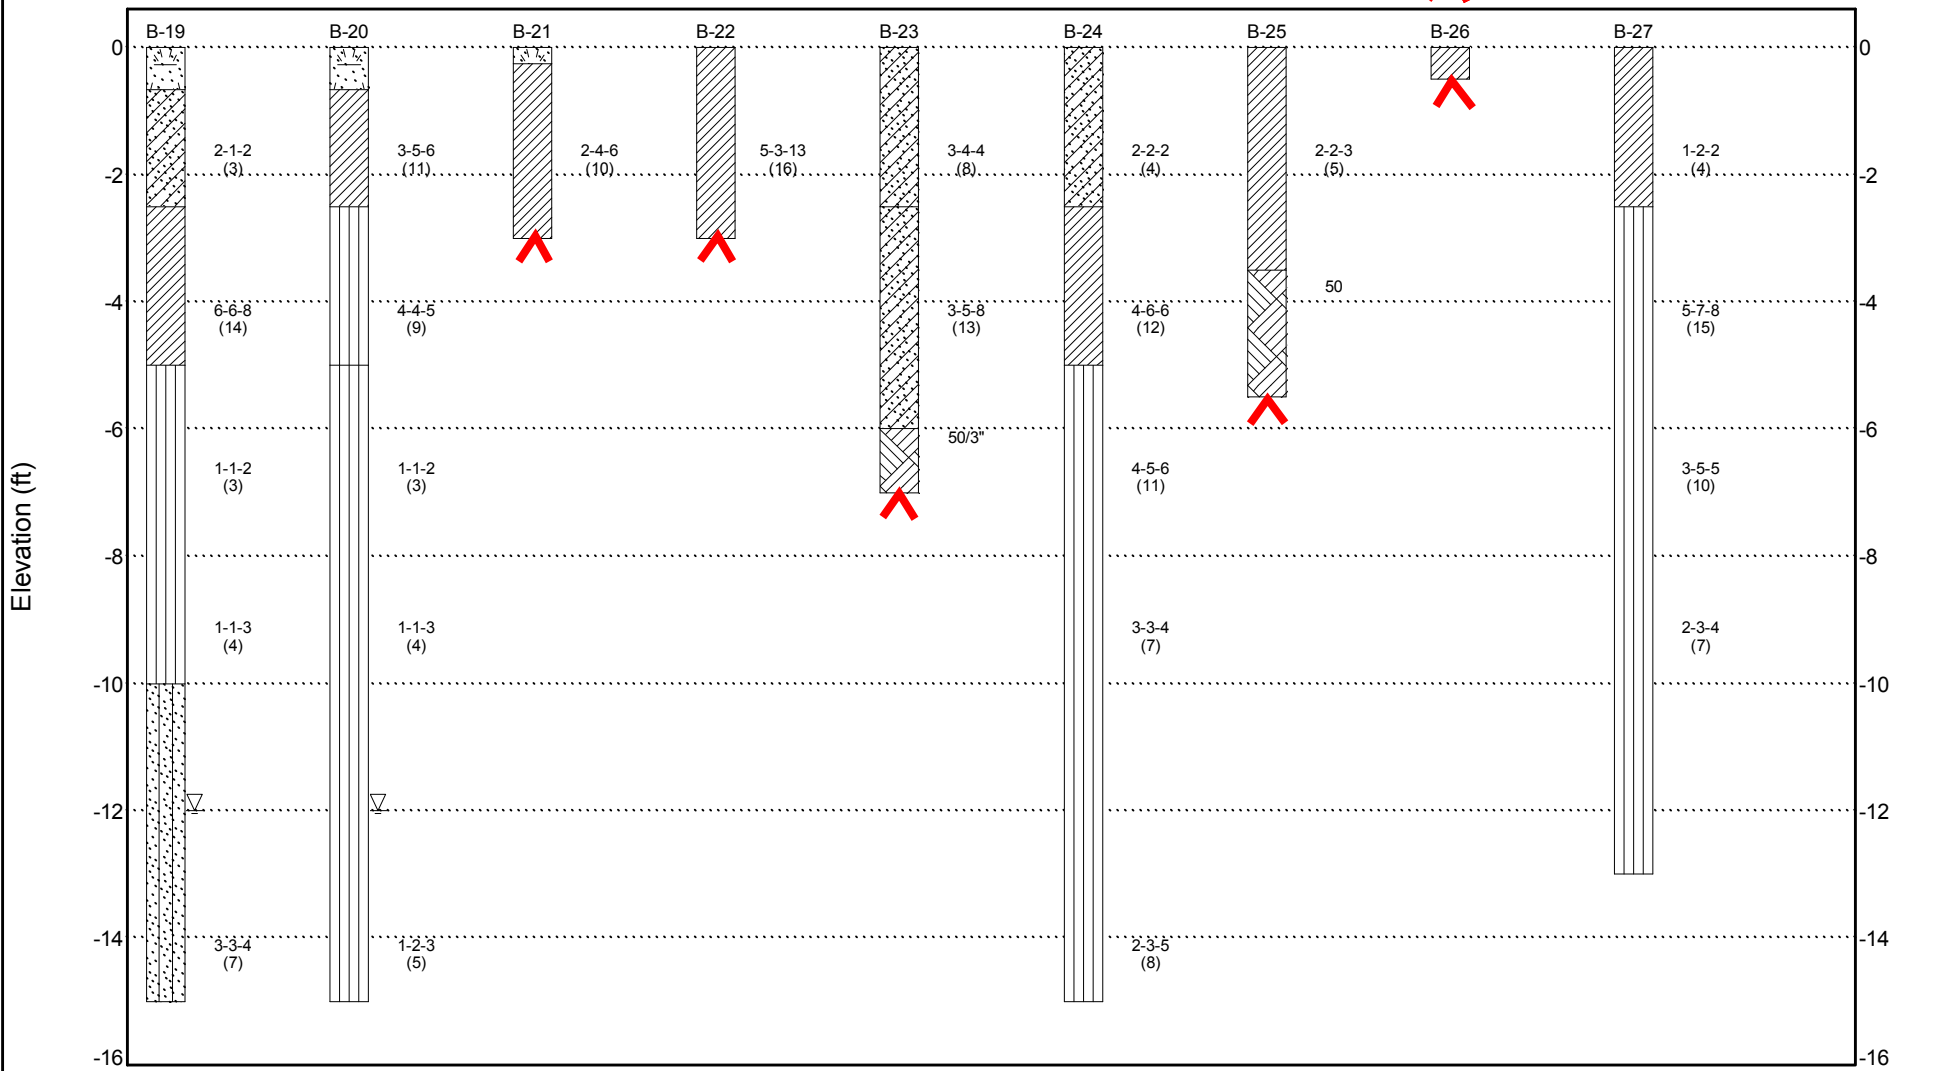 B-19 B-20 B-21 B-22 B-23 B-24 B-25 B-26 B-27
0 0
2-1-2 3-5-6 2-4-6 5-3-13 3-4-4 2-2-2 2-2-3 1-2-2
(3) (11) (10) (16) (8) (4) (5) (4)
-2 -2
50
-4 -4
6-6-8 4-4-5 3-5-8 4-6-6 5-7-8
(14) (9) (13) (12) (15)
-6 -6
50/3"
1-1-2 1-1-2 4-5-6 3-5-5
(3) (3) (11) (10)
Elevation (ft)
-8 -8
1-1-3 1-1-3 3-3-4 2-3-4
(4) (4) (7) (7)
-10 -10
-12 -12
-14 -14
3-3-4 1-2-3 2-3-5
(7) (5) (8)
-16 -16